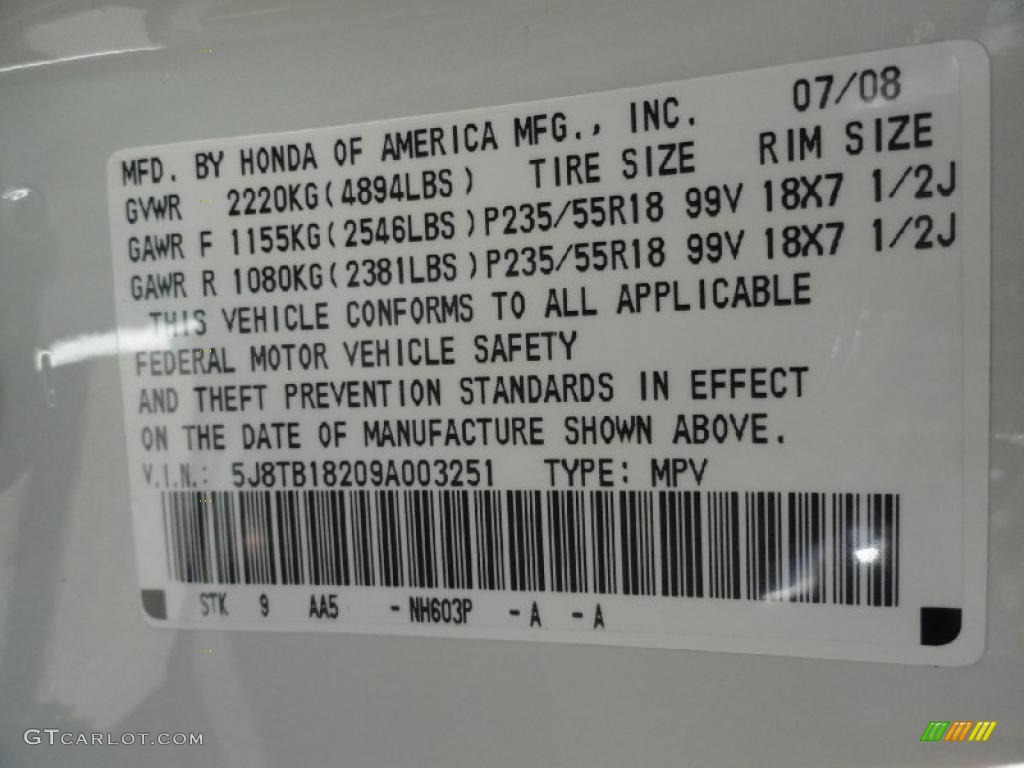 07/08
MFD. BY HONDA OF AMERICA MFG., INC.
GVWR 2220KG(4894LBS) TIRE SIZE RIM SIZE
GAWR F 1155KG(2546LBS)P235/55R18 99V 18X7 1/2J
GAWR R 1080KG(2381LBS)P235/55R18 99V 18X7 1/2J
THIS VEHICLE CONFORMS TO ALL APPLICABLE
FEDERAL MOTOR VEHICLE SAFETY
AND THEFT PREVENTION STANDARDS IN EFFECT
ON THE DATE OF MANUFACTURE SHOWN ABOVE.
V.I.N.: 5J8TB18209A003251 TYPE: MPV
STK 9 AA5 -NH603P -A -A
GTCARLOT.COM